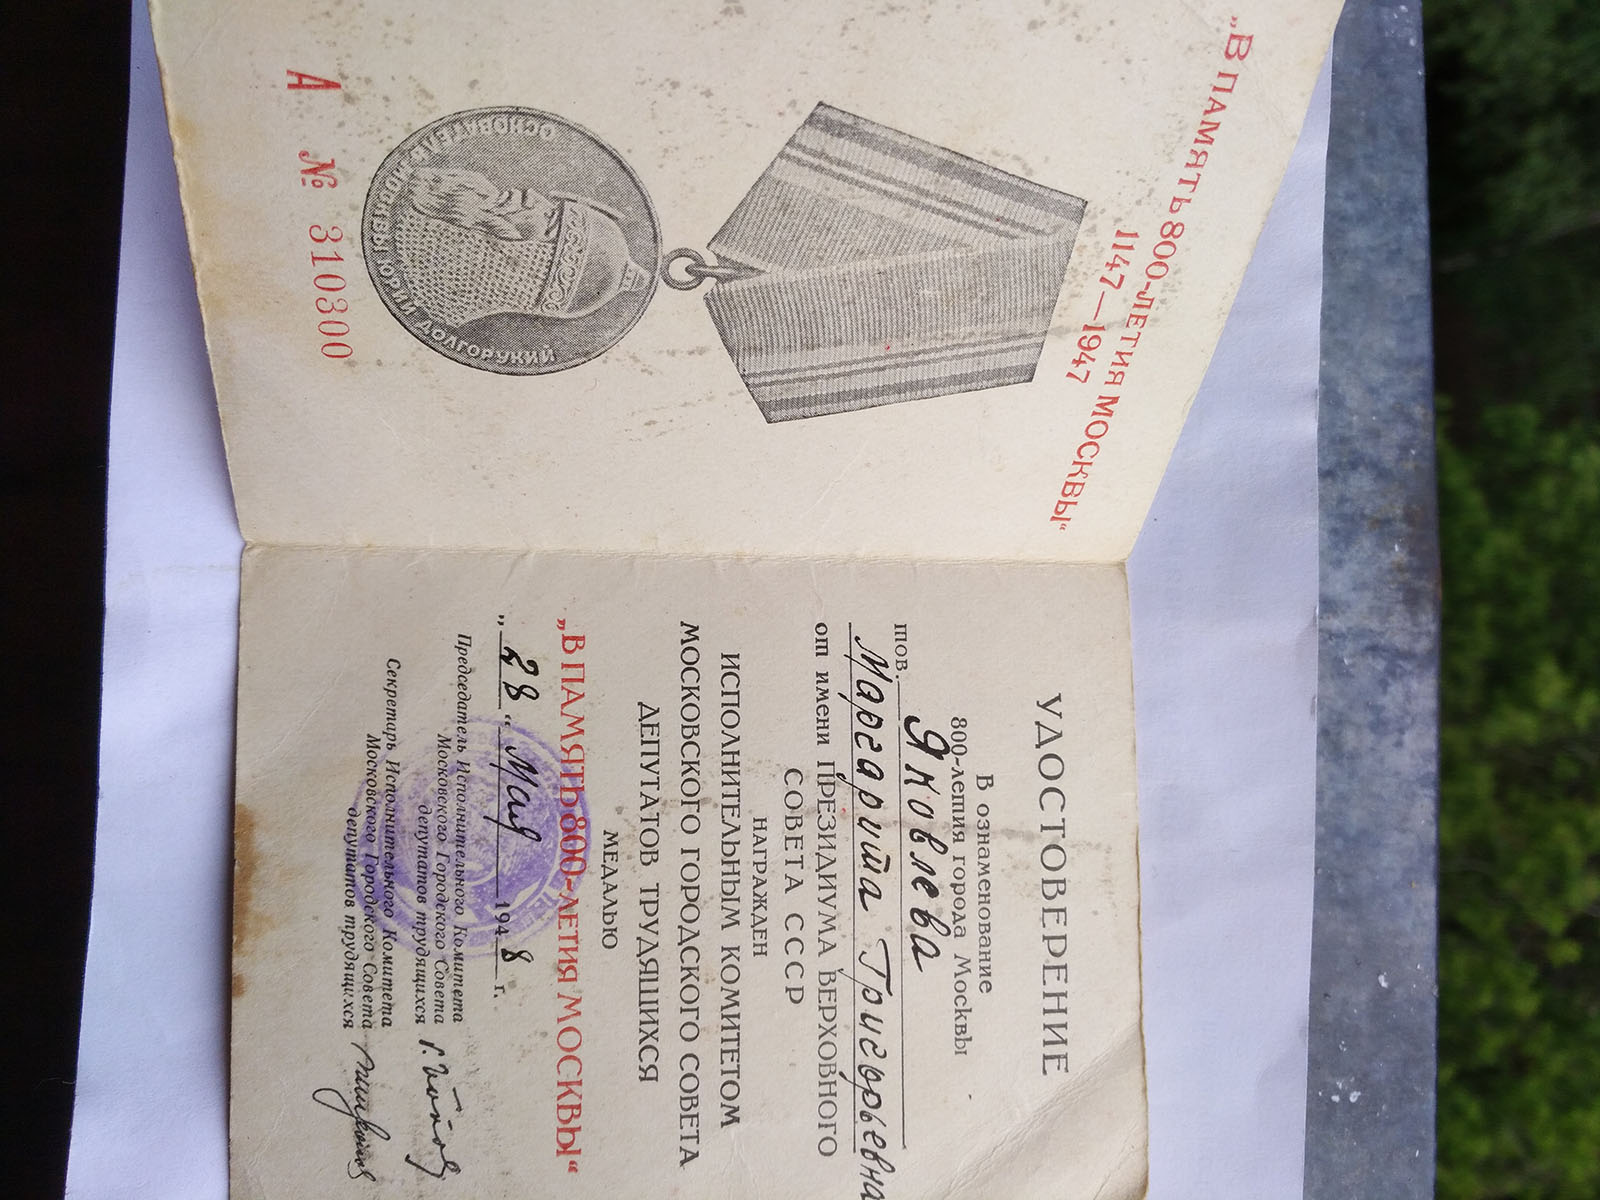 „В ПАМЯТЬ 800-ЛЕТИЯ МОСКВЫ“
1147—1947
ОСНОВАТЕЛЬ МОСКВЫ ЮРИЙ ДОЛГОРУКИЙ
А № 310300
УДОСТОВЕРЕНИЕ
В ознаменование
800-летия города Москвы
тов. Яковлева
Маргарита Григорьевна
от имени ПРЕЗИДИУМА ВЕРХОВНОГО
СОВЕТА СССР
НАГРАЖДЕН
ИСПОЛНИТЕЛЬНЫМ КОМИТЕТОМ
МОСКОВСКОГО ГОРОДСКОГО СОВЕТА
ДЕПУТАТОВ ТРУДЯЩИХСЯ
МЕДАЛЬЮ
„В ПАМЯТЬ 800-ЛЕТИЯ МОСКВЫ“
„28“ Мая 1948 г.
Председатель Исполнительного Комитета
Московского Городского Совета
депутатов трудящихся
Секретарь Исполнительного Комитета
Московского Городского Совета
депутатов трудящихся